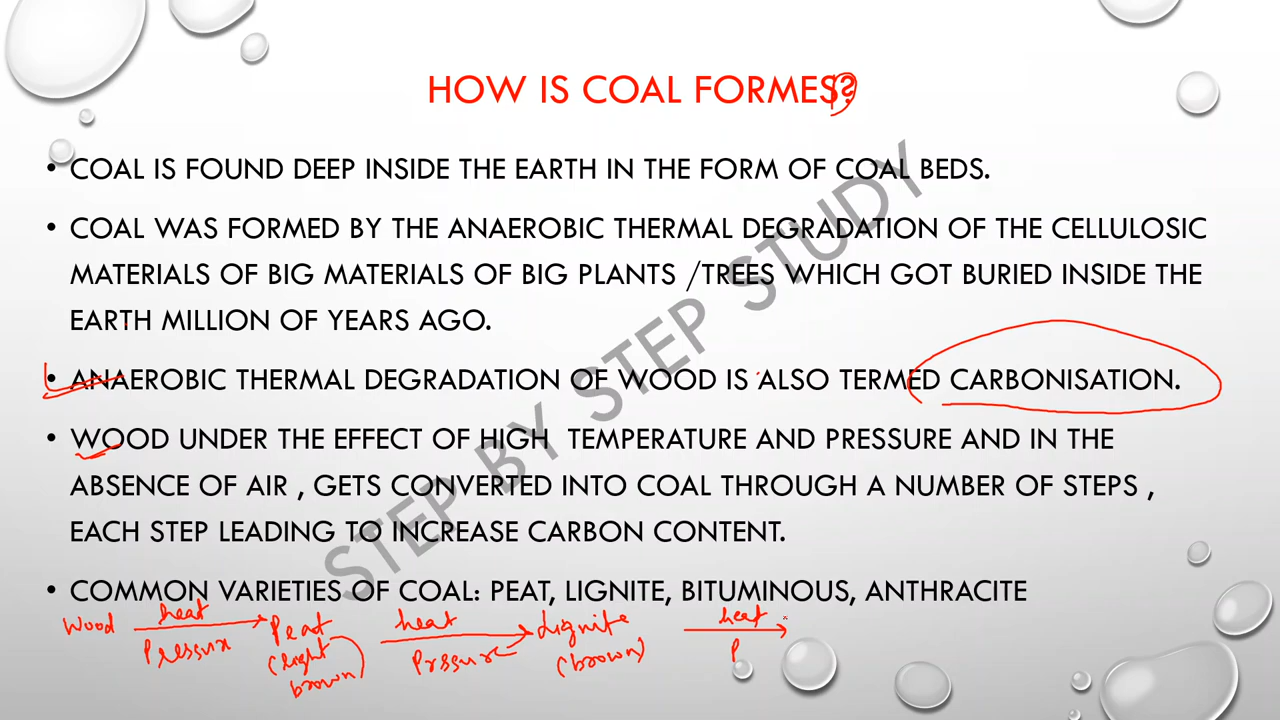 HOW IS COAL FORMES?
• COAL IS FOUND DEEP INSIDE THE EARTH IN THE FORM OF COAL BEDS.
• COAL WAS FORMED BY THE ANAEROBIC THERMAL DEGRADATION OF THE CELLULOSIC
MATERIALS OF BIG MATERIALS OF BIG PLANTS /TREES WHICH GOT BURIED INSIDE THE
EARTH MILLION OF YEARS AGO.
• ANAEROBIC THERMAL DEGRADATION OF WOOD IS ALSO TERMED CARBONISATION.
• WOOD UNDER THE EFFECT OF HIGH TEMPERATURE AND PRESSURE AND IN THE
ABSENCE OF AIR , GETS CONVERTED INTO COAL THROUGH A NUMBER OF STEPS ,
EACH STEP LEADING TO INCREASE CARBON CONTENT.
• COMMON VARIETIES OF COAL: PEAT, LIGNITE, BITUMINOUS, ANTHRACITE
STEP BY STEP STUDY
Wood heat Peat heat Lignite heat
Pressure (light Prssure (brown) P
brown)